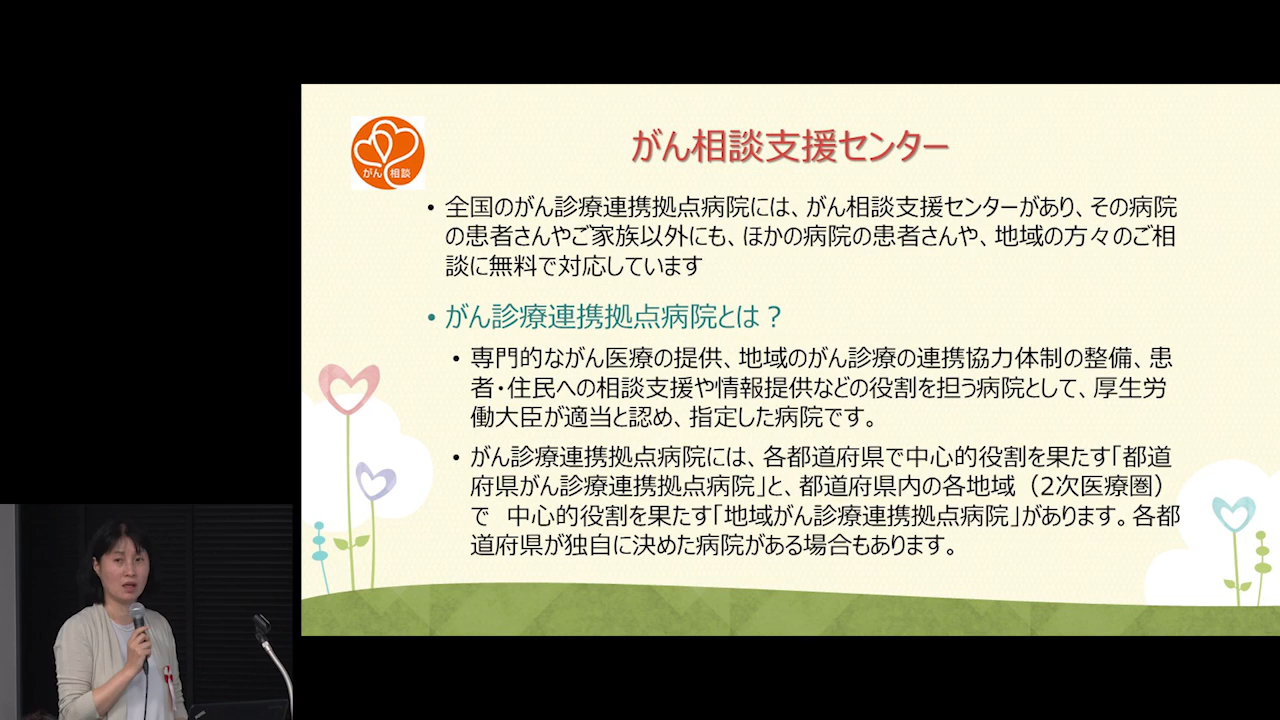 がん相談支援センター
がん 相談
• 全国のがん診療連携拠点病院には、がん相談支援センターがあり、その病院
の患者さんやご家族以外にも、ほかの病院の患者さんや、地域の方々のご相
談に無料で対応しています
• がん診療連携拠点病院とは？
• 専門的ながん医療の提供、地域のがん診療の連携協力体制の整備、患
者・住民への相談支援や情報提供などの役割を担う病院として、厚生労
働大臣が適当と認め、指定した病院です。
• がん診療連携拠点病院には、各都道府県で中心的役割を果たす「都道
府県がん診療連携拠点病院」と、都道府県内の各地域（2次医療圏）
で　中心的役割を果たす「地域がん診療連携拠点病院」があります。各都
道府県が独自に決めた病院がある場合もあります。